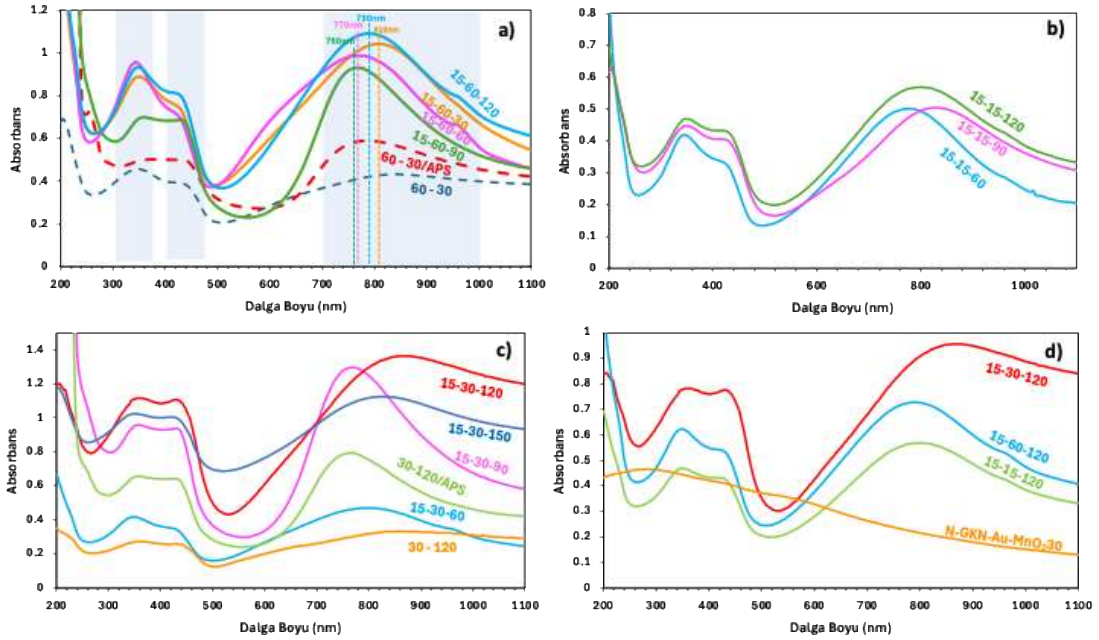 a)
1.2
1
0.8
0.6
0.4
0.2
0
Absorbans
770nm
790nm
810nm
760nm
15-60-120
15-60-30
15-60-60
15-60-90
60 - 30/APS
60 - 30
200 300 400 500 600 700 800 900 1000 1100
Dalga Boyu (nm)
b)
0.8
0.7
0.6
0.5
0.4
0.3
0.2
0.1
0
Absorbans
15-15-120
15-15-90
15-15-60
200 400 600 800 1000
Dalga Boyu (nm)
c)
1.4
1.2
1
0.8
0.6
0.4
0.2
0
Absorbans
15-30-120
15-30-150
15-30-90
30-120/APS
15-30-60
30 - 120
200 300 400 500 600 700 800 900 1000 1100
Dalga Boyu (nm)
d)
1
0.9
0.8
0.7
0.6
0.5
0.4
0.3
0.2
0.1
0
Absorbans
15-30-120
15-60-120
15-15-120
N-GKN-Au-MnO₂30
200 300 400 500 600 700 800 900 1000 1100
Dalga Boyu (nm)